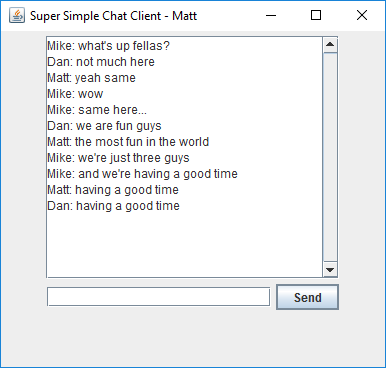 Super Simple Chat Client - Matt
Mike: what's up fellas?
Dan: not much here
Matt: yeah same
Mike: wow
Mike: same here...
Dan: we are fun guys
Matt: the most fun in the world
Mike: we're just three guys
Mike: and we're having a good time
Matt: having a good time
Dan: having a good time
Send